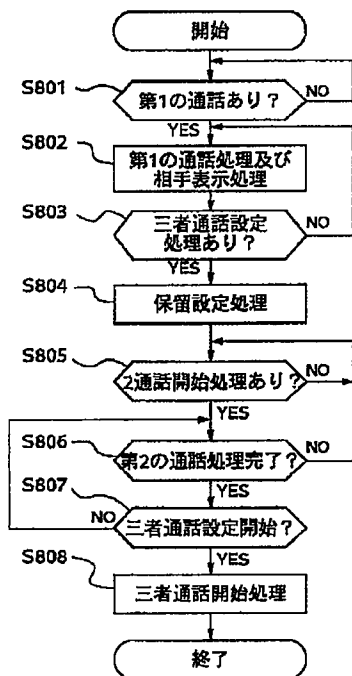 開始
S801
第1の通話あり？
NO
YES
S802
第1の通話処理及び
相手表示処理
S803
三者通話設定
処理あり？
NO
YES
S804
保留設定処理
S805
2通話開始処理あり？
NO
YES
S806
第2の通話処理完了？
NO
YES
S807
三者通話設定開始？
NO
YES
S808
三者通話開始処理
終了